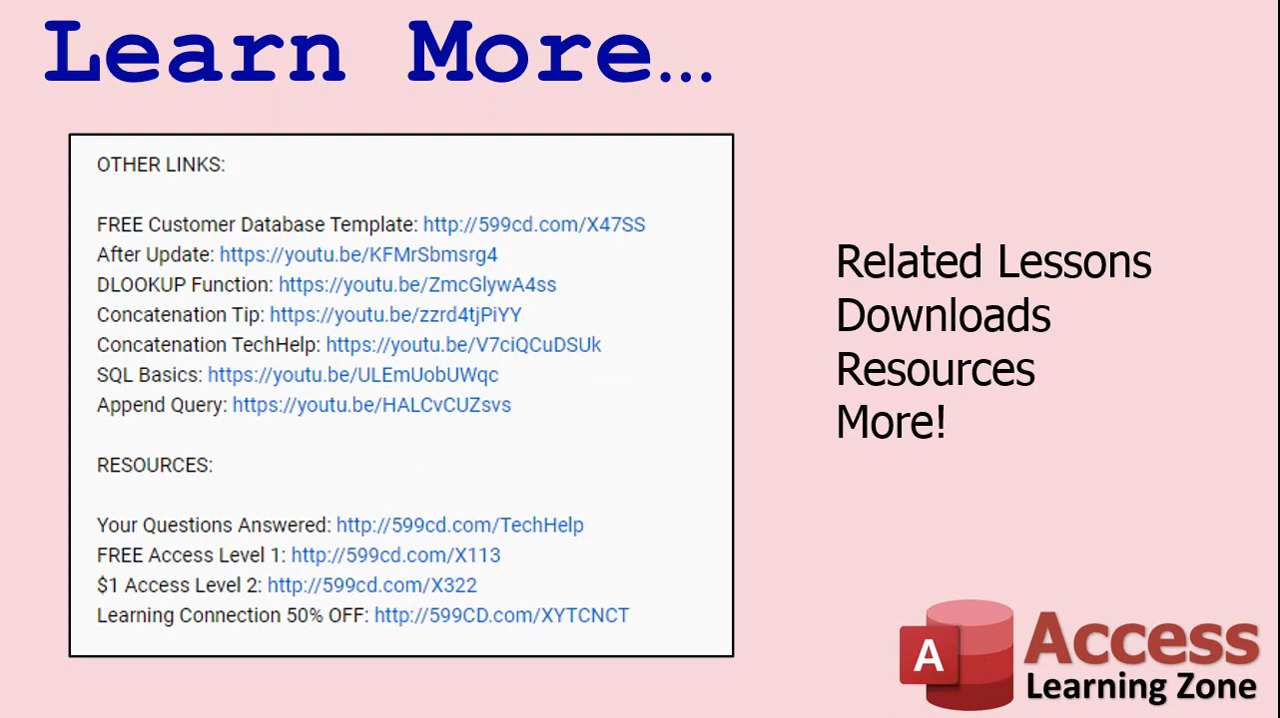 Learn More...
OTHER LINKS:
FREE Customer Database Template: http://599cd.com/X47SS
After Update: https://youtu.be/KFMrSbmsrg4
DLOOKUP Function: https://youtu.be/ZmcGlywA4ss
Concatenation Tip: https://youtu.be/zzrd4tjPiYY
Concatenation TechHelp: https://youtu.be/V7ciQCuDSUk
SQL Basics: https://youtu.be/ULEmUobUWqc
Append Query: https://youtu.be/HALCvCUZsvs
RESOURCES:
Your Questions Answered: http://599cd.com/TechHelp
FREE Access Level 1: http://599cd.com/X113
$1 Access Level 2: http://599cd.com/X322
Learning Connection 50% OFF: http://599CD.com/XYTCNCT
Related Lessons
Downloads
Resources
More!
A
Access
Learning Zone